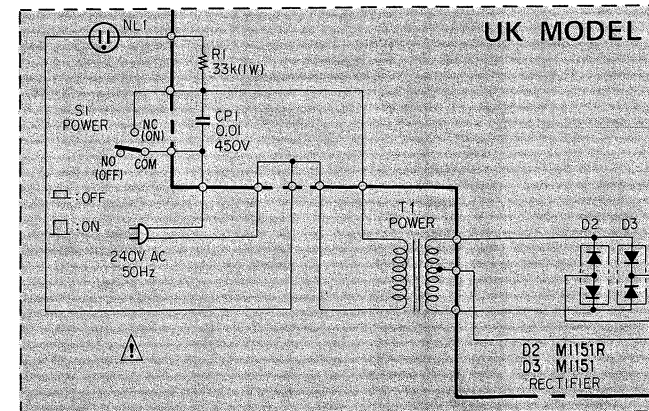 NL1
UK MODEL
R1
33k(1W)
S1
POWER
NC
(ON)
CP1
0.01
450V
NO
(OFF)
COM
:OFF
:ON
240V AC
50Hz
T1
POWER
D2 D3
D2 M1151R
D3 M1151
RECTIFIER